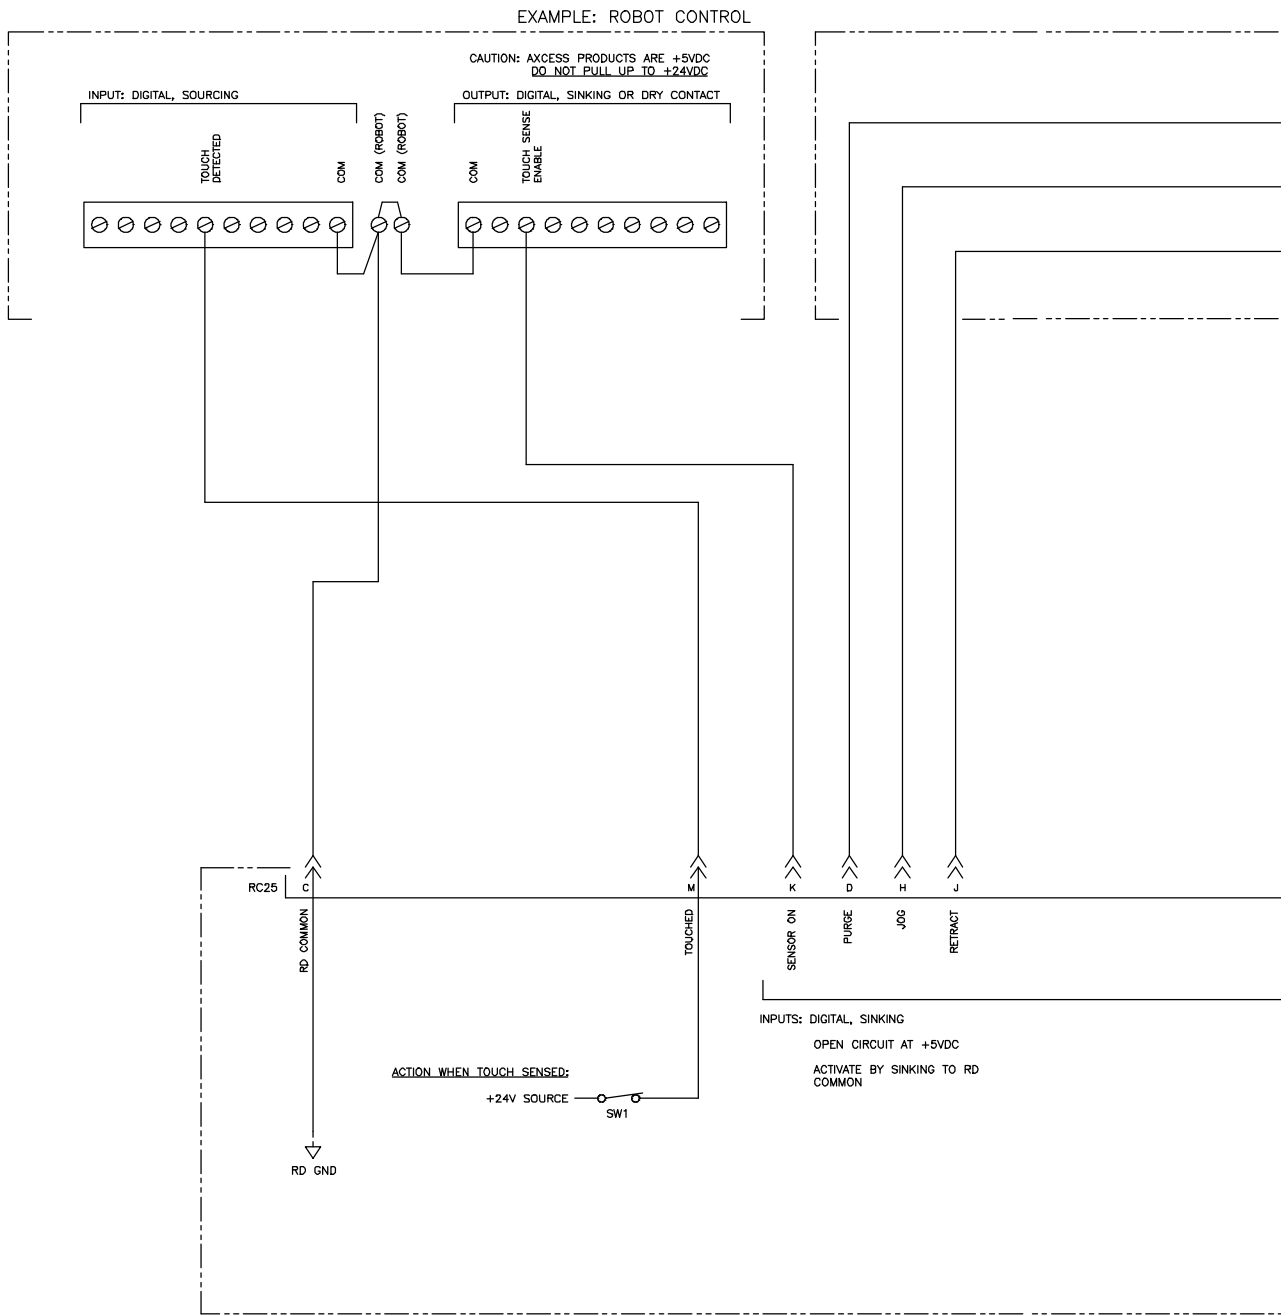 EXAMPLE: ROBOT CONTROL
CAUTION: AXCESS PRODUCTS ARE +5VDC
DO NOT PULL UP TO +24VDC
INPUT: DIGITAL, SOURCING
OUTPUT: DIGITAL, SINKING OR DRY CONTACT
TOUCH
DETECTED
COM
COM (ROBOT)
COM (ROBOT)
COM
TOUCH SENSE
ENABLE
RC25
C
M
K
D
H
J
RD COMMON
TOUCHED
SENSOR ON
PURGE
JOG
RETRACT
INPUTS: DIGITAL, SINKING
OPEN CIRCUIT AT +5VDC
ACTIVATE BY SINKING TO RD
COMMON
ACTION WHEN TOUCH SENSED:
+24V SOURCE
SW1
RD GND